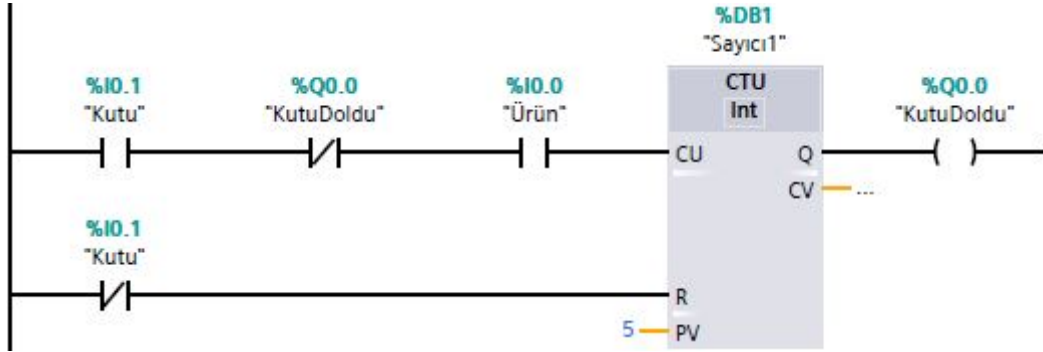 %DB1
"Sayıcı1"
%I0.1 %Q0.0 %I0.0 CTU %Q0.0
"Kutu" "KutuDoldu" "Ürün" Int "KutuDoldu"
CU Q
CV ...
%I0.1
"Kutu"
R
5 PV